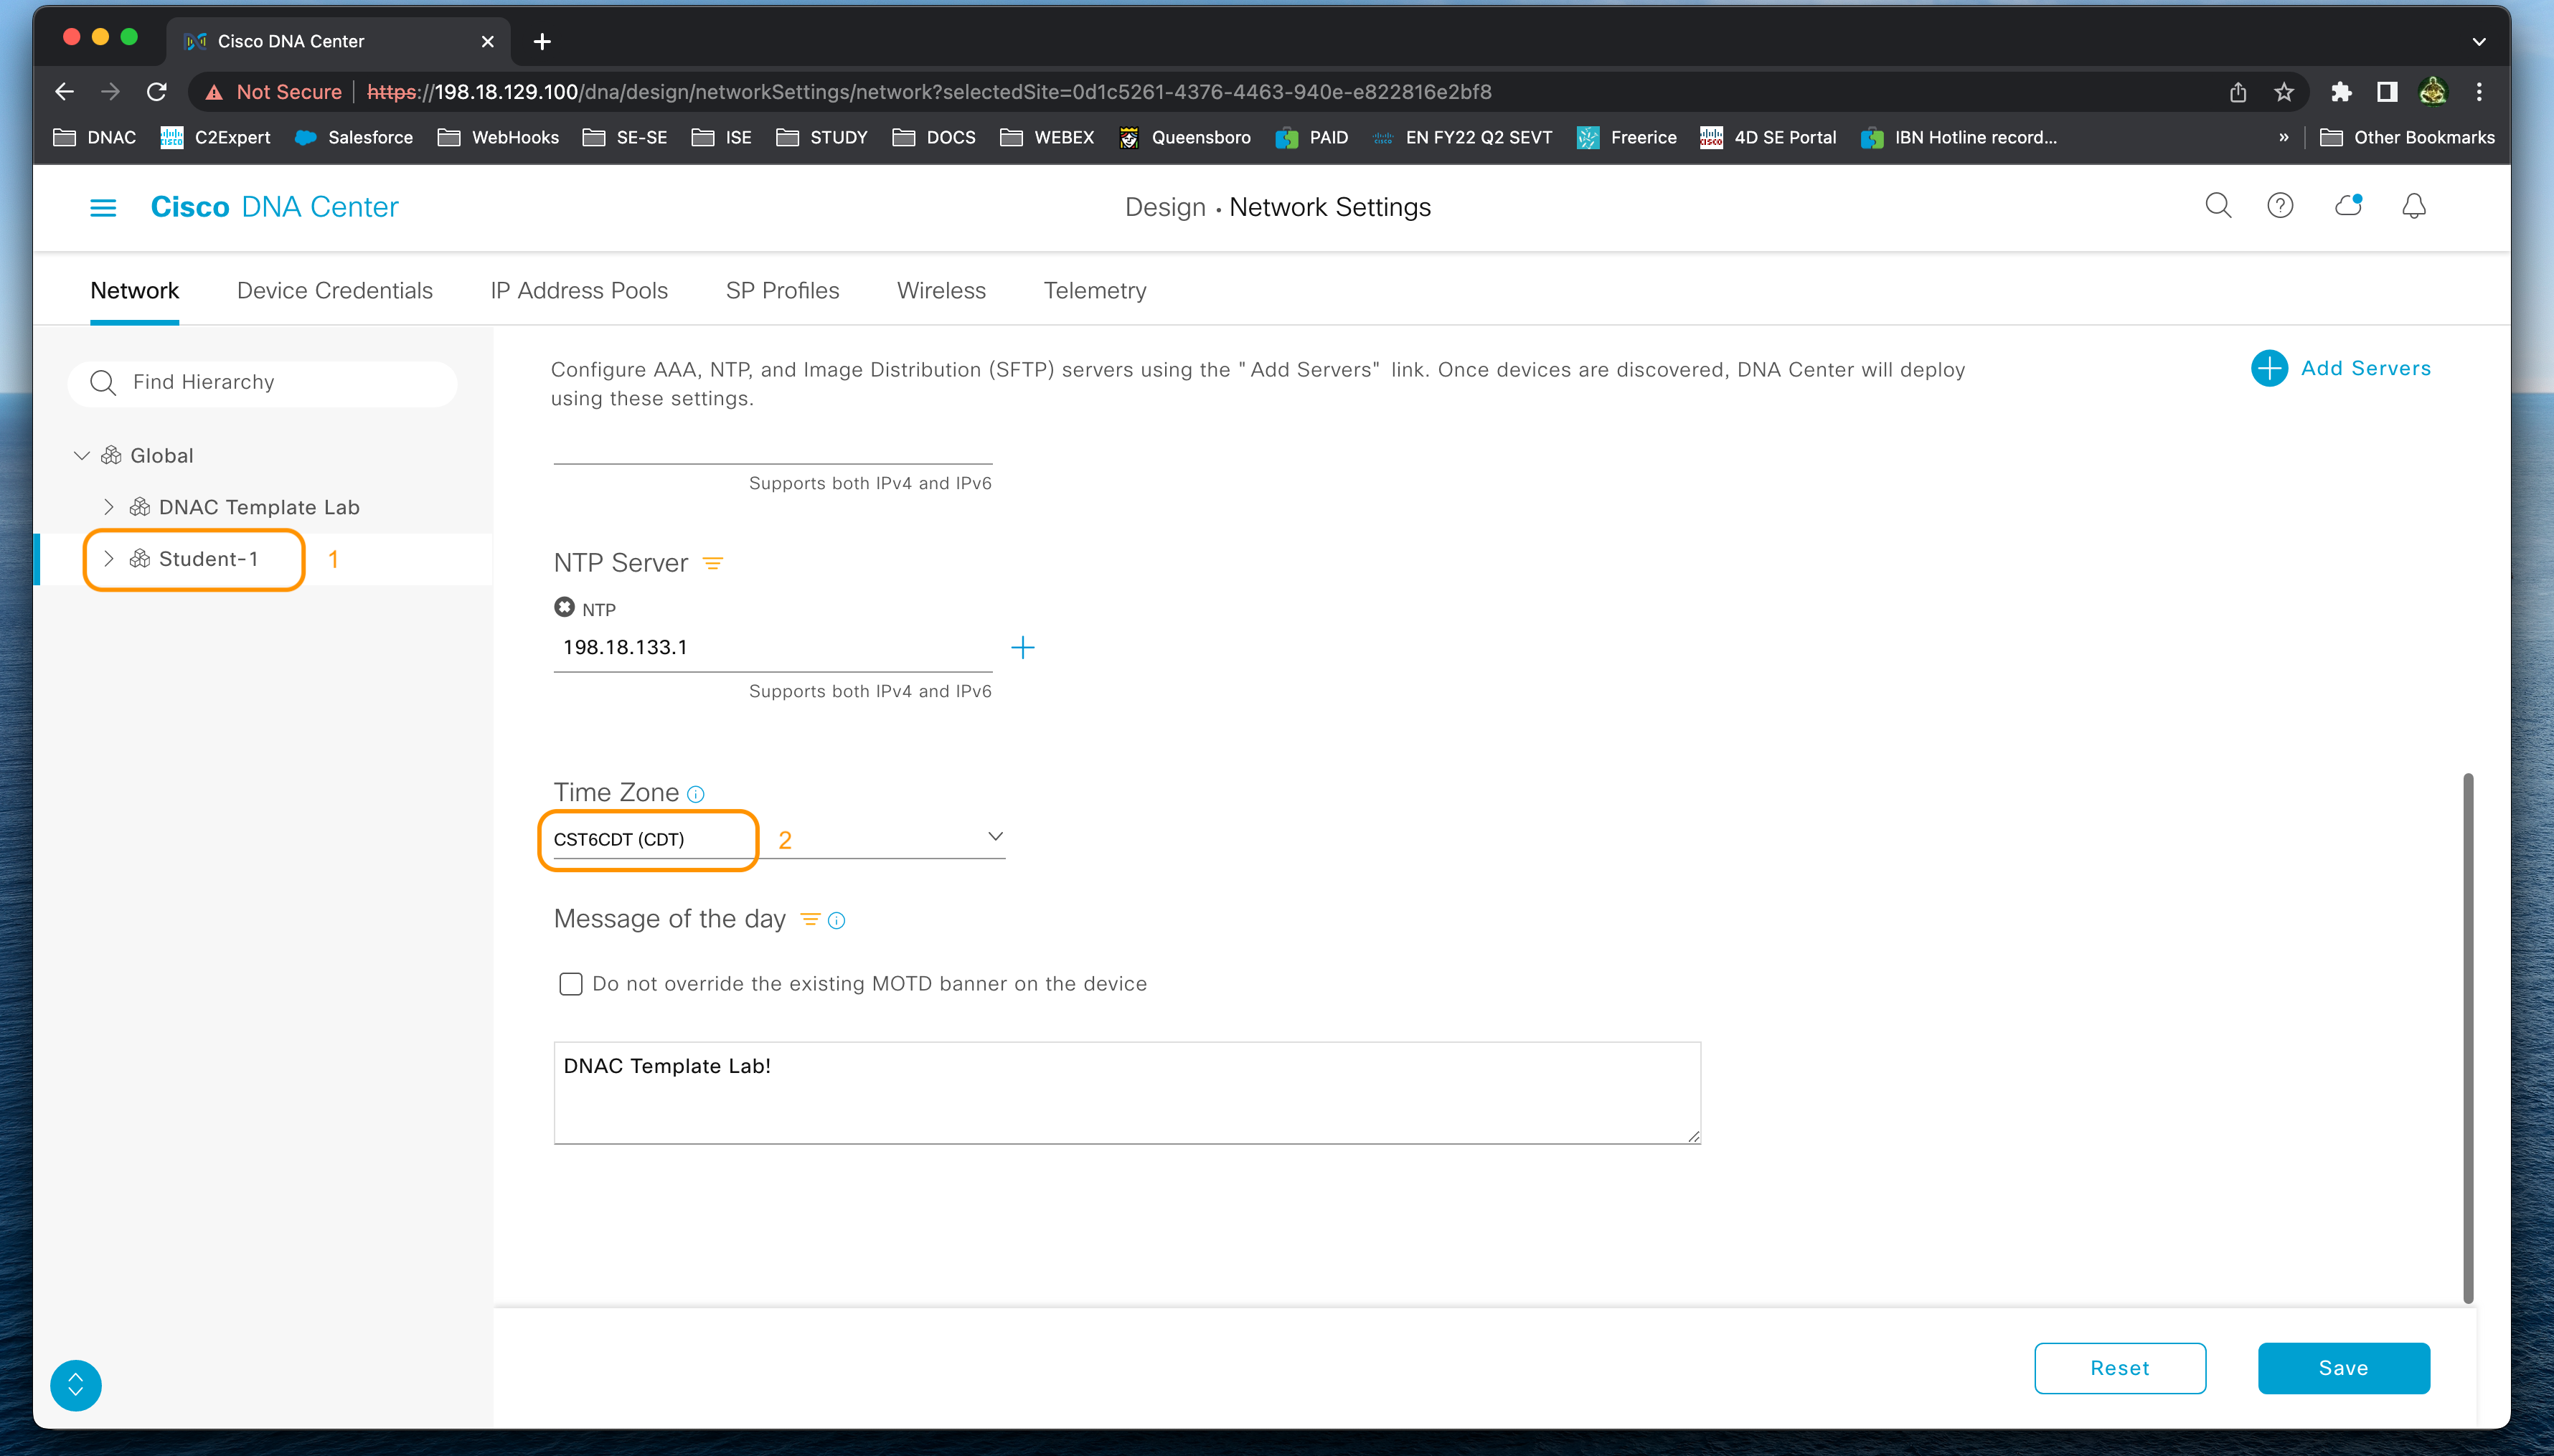 Cisco DNA Center
Not Secure | https://198.18.129.100/dna/design/networkSettings/network?selectedSite=0d1c5261-4376-4463-940e-e822816e2bf8
DNAC C2Expert Salesforce WebHooks SE-SE ISE STUDY DOCS WEBEX Queensboro PAID EN FY22 Q2 SEVT Freerice 4D SE Portal IBN Hotline record... » Other Bookmarks
Cisco DNA Center
Design • Network Settings
Network Device Credentials IP Address Pools SP Profiles Wireless Telemetry
Find Hierarchy
Global
DNAC Template Lab
Student-1 1
Configure AAA, NTP, and Image Distribution (SFTP) servers using the "Add Servers" link. Once devices are discovered, DNA Center will deploy
using these settings.
Add Servers
Supports both IPv4 and IPv6
NTP Server
NTP
198.18.133.1
Supports both IPv4 and IPv6
Time Zone
CST6CDT (CDT) 2
Message of the day
Do not override the existing MOTD banner on the device
DNAC Template Lab!
Reset Save